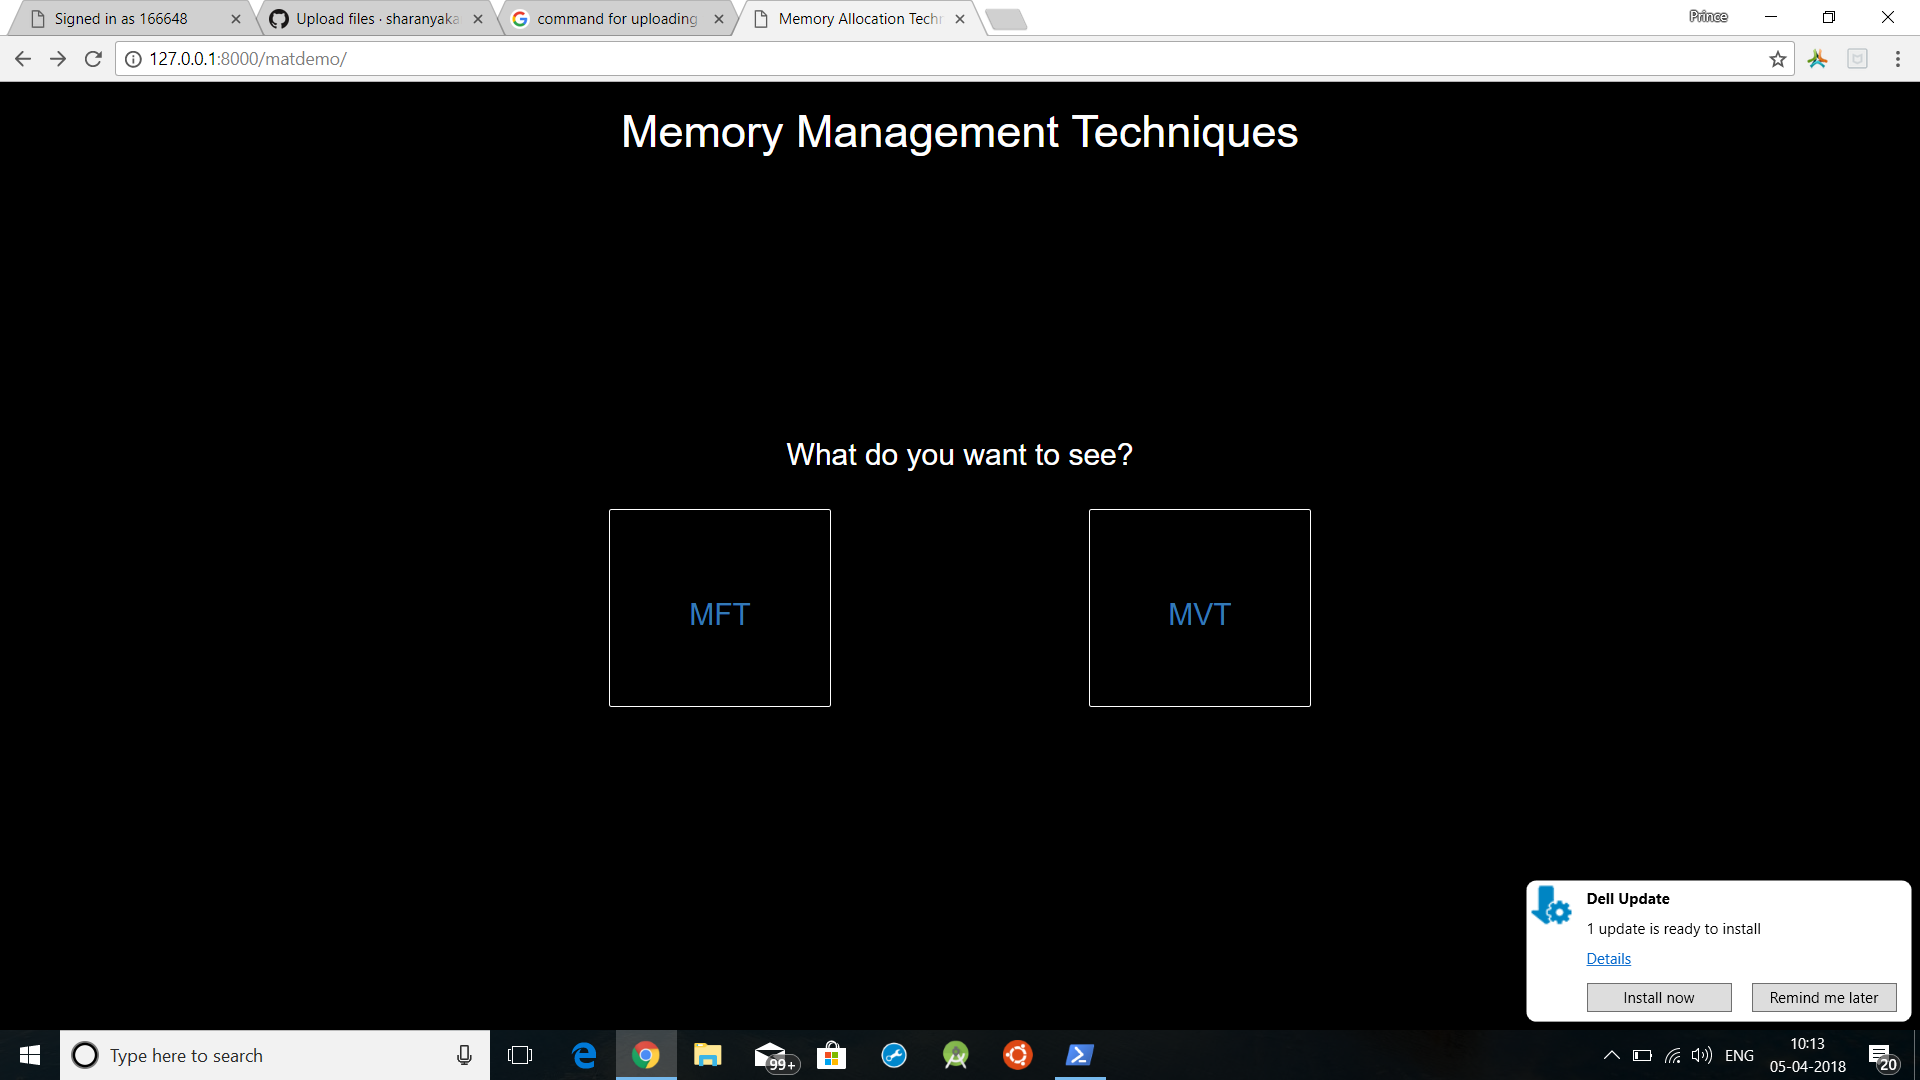 Signed in as 166648
Upload files · sharanyaka
command for uploading
Memory Allocation Techn
Prince
127.0.0.1:8000/matdemo/
Memory Management Techniques
What do you want to see?
MFT
MVT
Dell Update
1 update is ready to install
Details
Install now
Remind me later
Type here to search
99+
ENG
10:13
05-04-2018
20